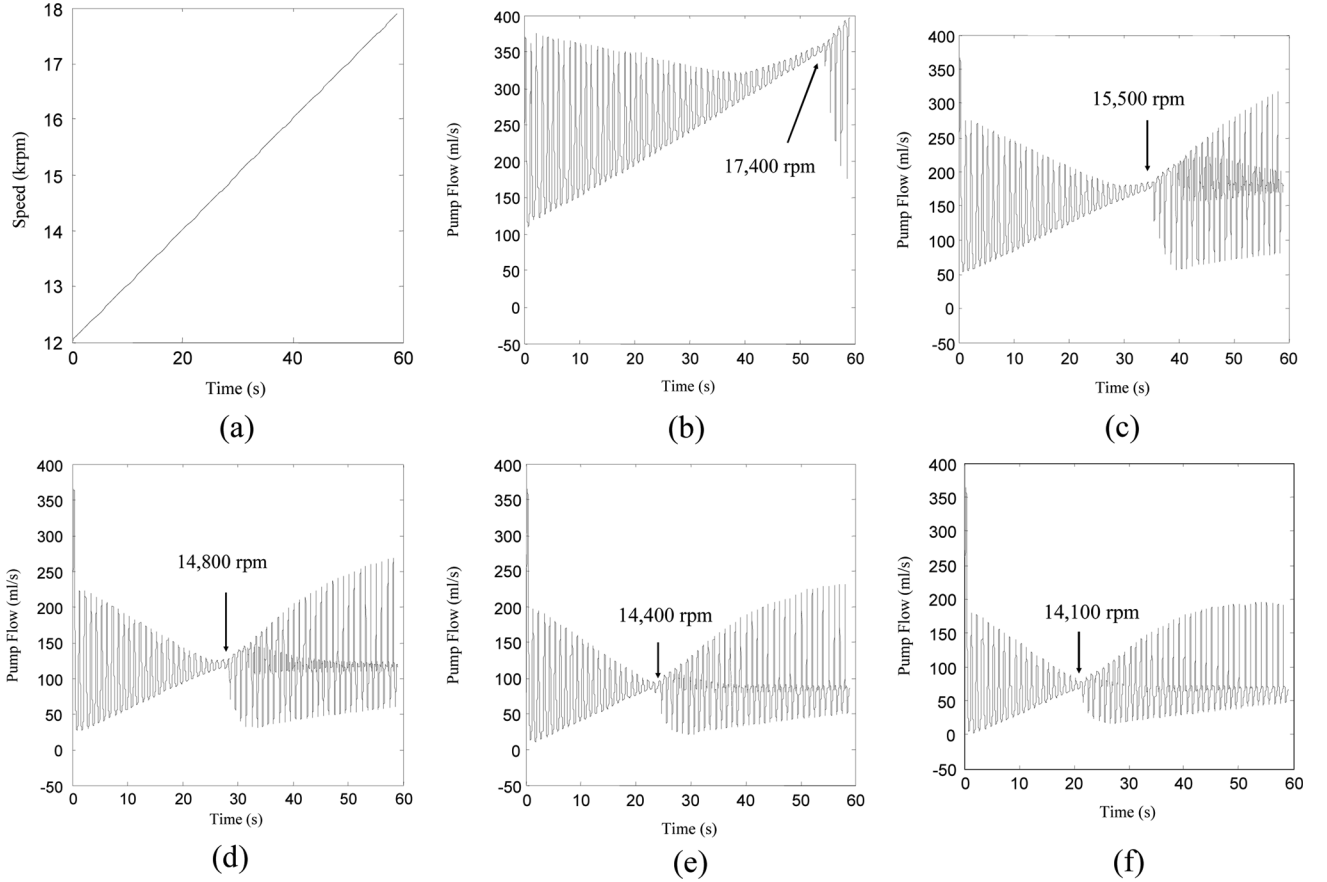 18
17
16
15
14
13
12
Speed (krpm)
0 20 40 60
Time (s)
(a)
400
350
300
250
200
150
100
50
0
-50
Pump Flow (ml/s)
17,400 rpm
0 10 20 30 40 50 60
Time (s)
(b)
400
350
300
250
200
150
100
50
0
-50
Pump Flow (ml/s)
15,500 rpm
0 10 20 30 40 50 60
Time (s)
(c)
400
350
300
250
200
150
100
50
0
-50
Pump Flow (ml/s)
14,800 rpm
0 10 20 30 40 50 60
Time (s)
(d)
400
350
300
250
200
150
100
50
0
-50
Pump Flow (ml/s)
14,400 rpm
0 10 20 30 40 50 60
Time (s)
(e)
400
350
300
250
200
150
100
50
0
-50
Pump Flow (ml/s)
14,100 rpm
0 10 20 30 40 50 60
Time (s)
(f)